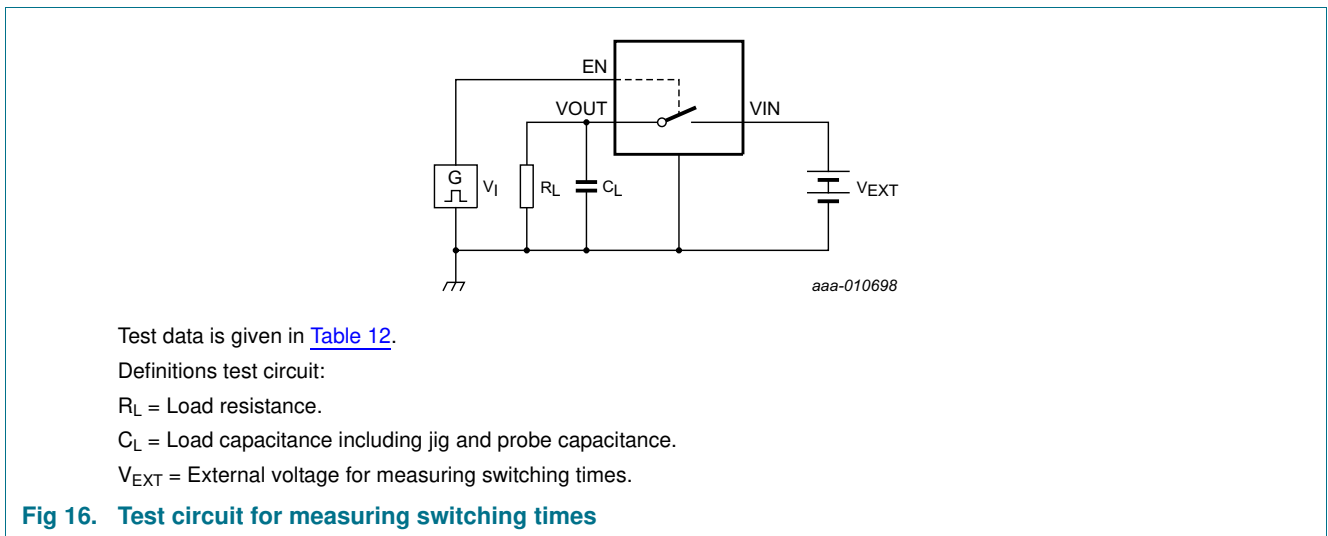 EN
VOUT
VIN
G
VI
RL
CL
VEXT
aaa-010698
Test data is given in Table 12.
Definitions test circuit:
RL = Load resistance.
CL = Load capacitance including jig and probe capacitance.
VEXT = External voltage for measuring switching times.
Fig 16. Test circuit for measuring switching times